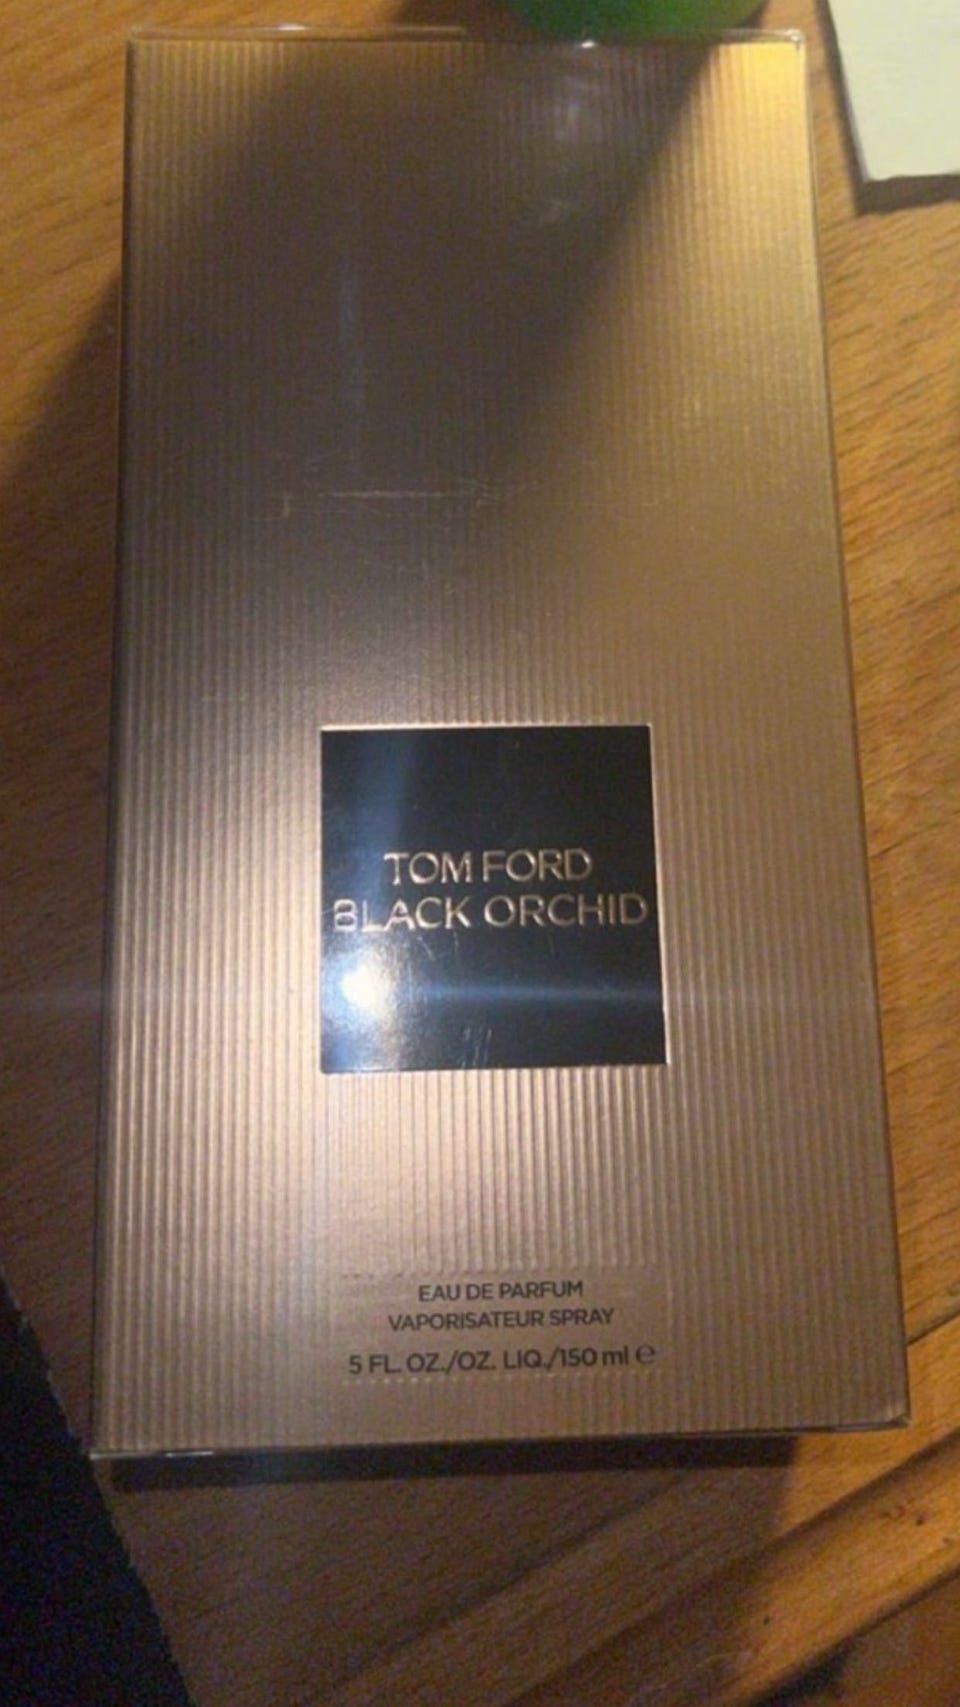 TOM FORD
BLACK ORCHID
EAU DE PARFUM
VAPORISATEUR SPRAY
5 FL. OZ./OZ. LIQ./150 ml ℮